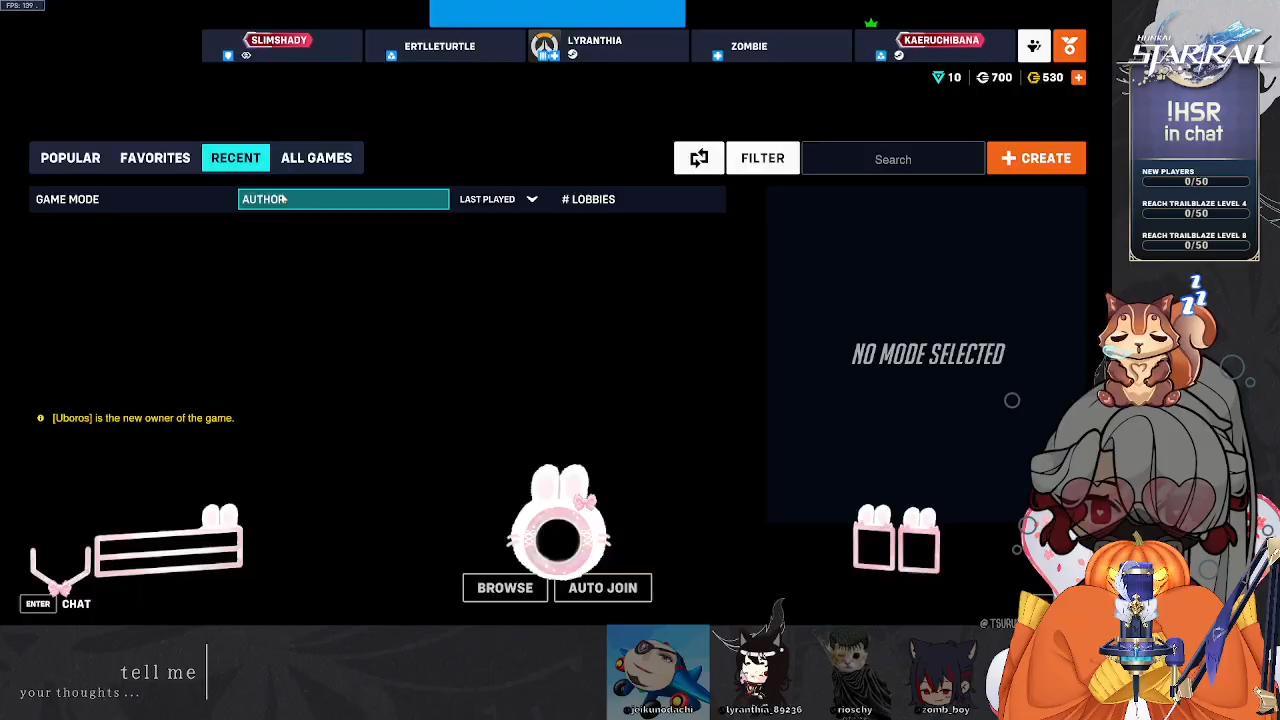 FPS: 139 .
SLIMSHADY
ERTLLETURTLE
LYRANTHIA
ZOMBIE
KAERUCHIBANA
10
700
530
POPULAR
FAVORITES
RECENT
ALL GAMES
FILTER
Search
CREATE
GAME MODE
AUTHOR
LAST PLAYED
# LOBBIES
NO MODE SELECTED
[Uboros] is the new owner of the game.
BROWSE
AUTO JOIN
ENTER
CHAT
tell me
your thoughts ...
jeikunodachi
lyranthia_89236
rioschy
zomb_boy
HONKAI
STAR RAIL
!HSR
in chat
NEW PLAYERS
0/50
REACH TRAILBLAZE LEVEL 4
0/50
REACH TRAILBLAZE LEVEL 8
0/50
z
z
z